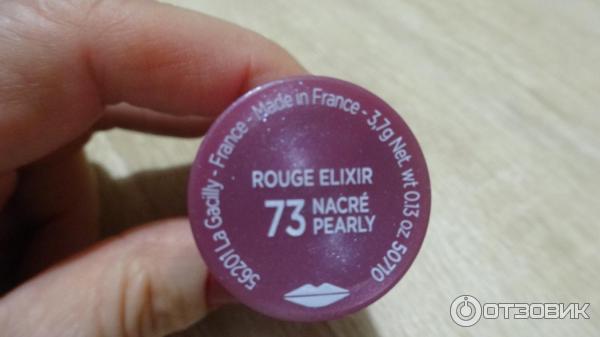 56201 La Gacilly - France - Made in France - 3,7g Net. wt 0.13 oz 50710
ROUGE ELIXIR
73 NACRÉ
PEARLY
ОТЗОВИК